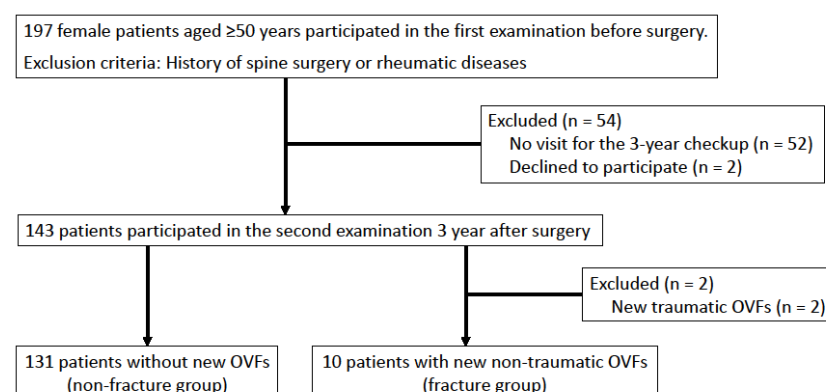 197 female patients aged ≥50 years participated in the first examination before surgery.
Exclusion criteria: History of spine surgery or rheumatic diseases
Excluded (n = 54)
No visit for the 3-year checkup (n = 52)
Declined to participate (n = 2)
143 patients participated in the second examination 3 year after surgery
Excluded (n = 2)
New traumatic OVFs (n = 2)
131 patients without new OVFs
(non-fracture group)
10 patients with new non-traumatic OVFs
(fracture group)